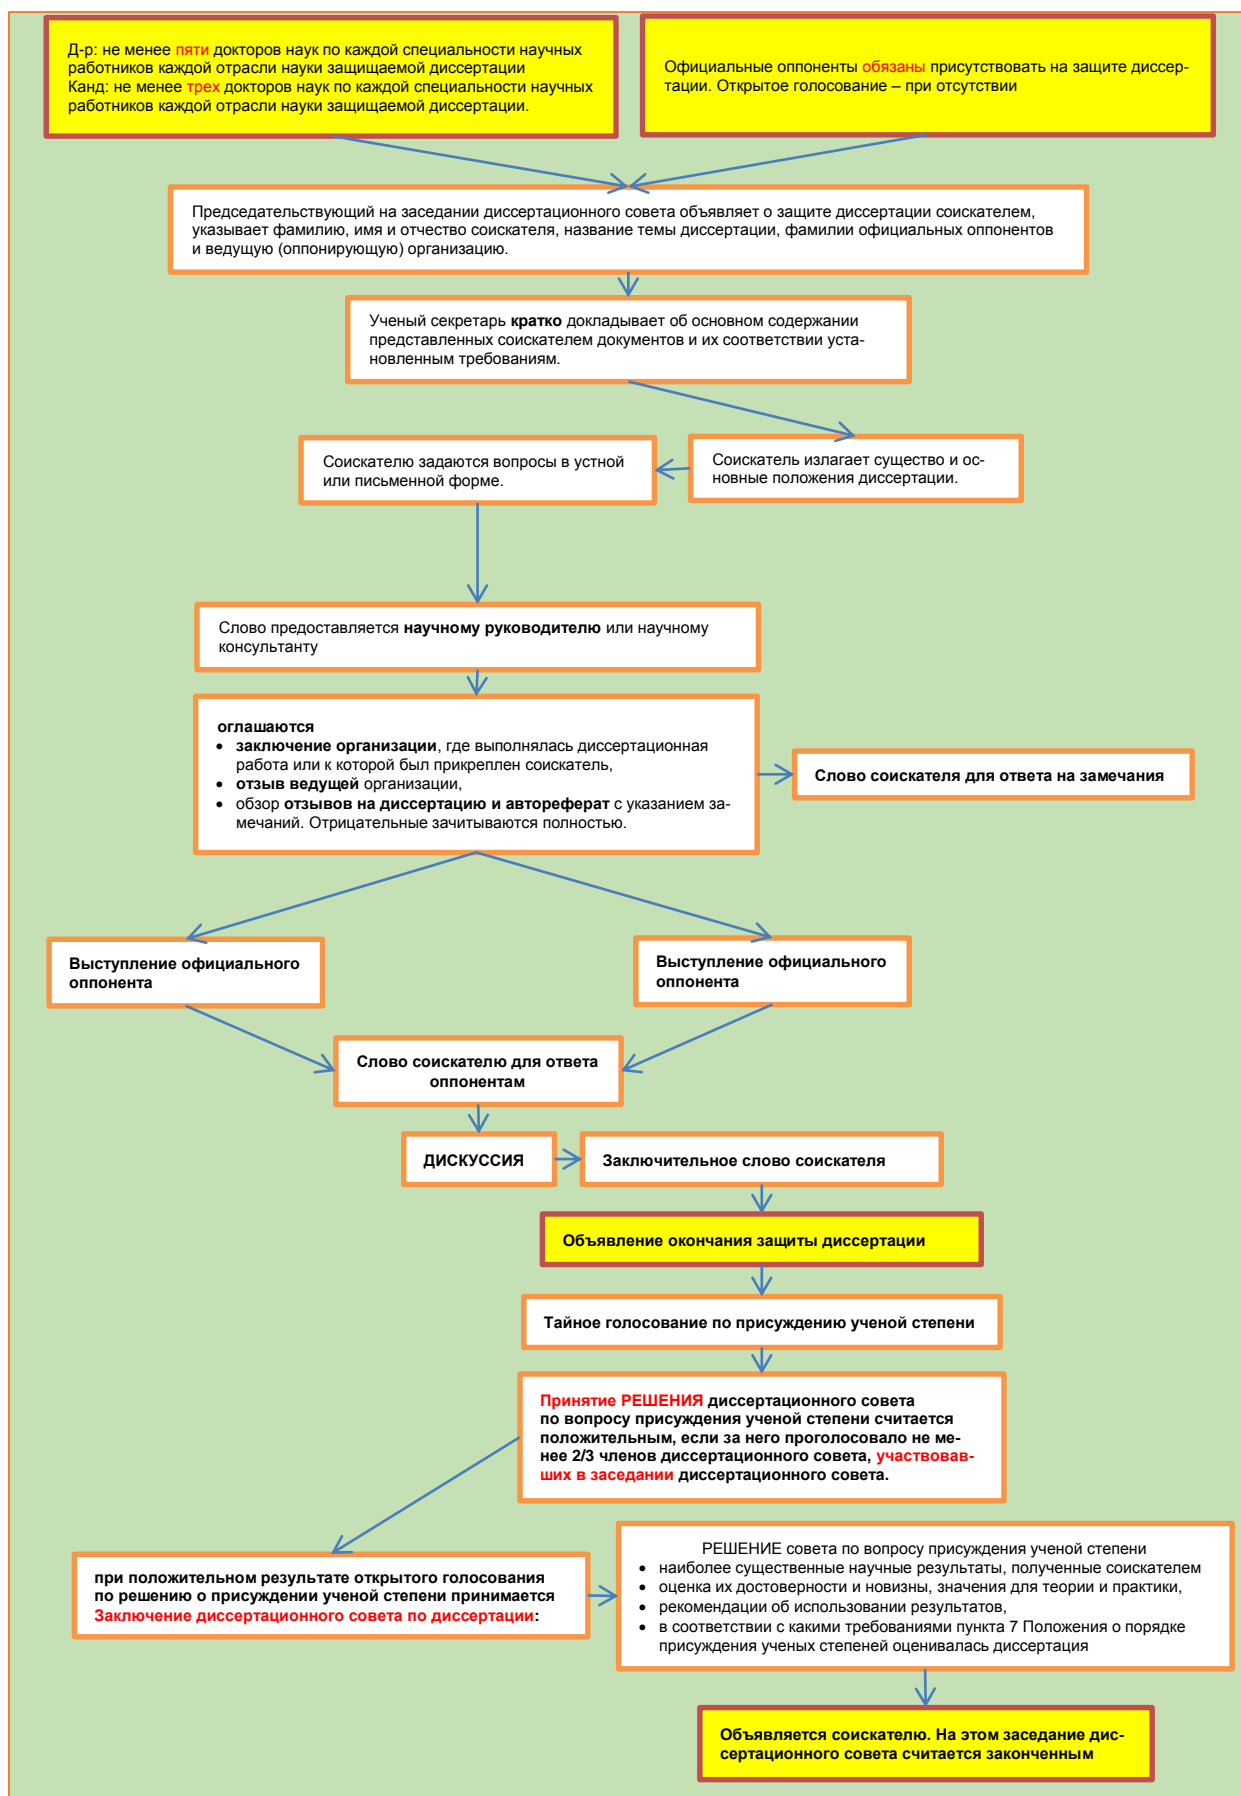 Д-р: не менее пяти докторов наук по каждой специальности научных
работников каждой отрасли науки защищаемой диссертации
Канд: не менее трех докторов наук по каждой специальности научных
работников каждой отрасли науки защищаемой диссертации.
Официальные оппоненты обязаны присутствовать на защите диссер-
тации. Открытое голосование – при отсутствии
Председательствующий на заседании диссертационного совета объявляет о защите диссертации соискателем,
указывает фамилию, имя и отчество соискателя, название темы диссертации, фамилии официальных оппонентов
и ведущую (оппонирующую) организацию.
Ученый секретарь кратко докладывает об основном содержании
представленных соискателем документов и их соответствии уста-
новленным требованиям.
Соискателю задаются вопросы в устной
или письменной форме.
Соискатель излагает существо и ос-
новные положения диссертации.
Слово предоставляется научному руководителю или научному
консультанту
оглашаются
• заключение организации, где выполнялась диссертационная
работа или к которой был прикреплен соискатель,
• отзыв ведущей организации,
• обзор отзывов на диссертацию и автореферат с указанием за-
мечаний. Отрицательные зачитываются полностью.
Слово соискателя для ответа на замечания
Выступление официального
оппонента
Выступление официального
оппонента
Слово соискателю для ответа
оппонентам
ДИСКУССИЯ
Заключительное слово соискателя
Объявление окончания защиты диссертации
Тайное голосование по присуждению ученой степени
Принятие РЕШЕНИЯ диссертационного совета
по вопросу присуждения ученой степени считается
положительным, если за него проголосовало не ме-
нее 2/3 членов диссертационного совета, участвовав-
ших в заседании диссертационного совета.
при положительном результате открытого голосования
по решению о присуждении ученой степени принимается
Заключение диссертационного совета по диссертации:
РЕШЕНИЕ совета по вопросу присуждения ученой степени
• наиболее существенные научные результаты, полученные соискателем
• оценка их достоверности и новизны, значения для теории и практики,
• рекомендации об использовании результатов,
• в соответствии с какими требованиями пункта 7 Положения о порядке
присуждения ученых степеней оценивалась диссертация
Объявляется соискателю. На этом заседание дис-
сертационного совета считается законченным